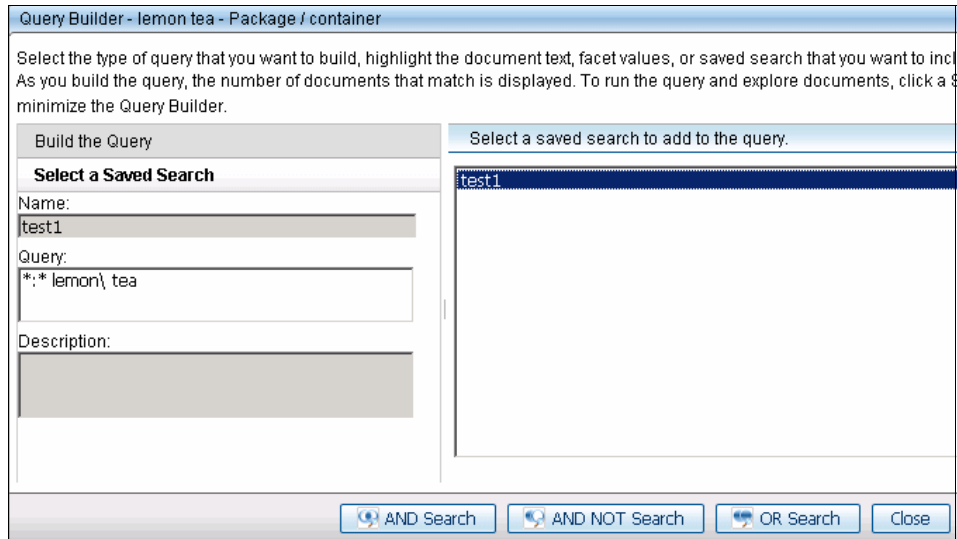 Query Builder - lemon tea - Package / container
Select the type of query that you want to build, highlight the document text, facet values, or saved search that you want to incl
As you build the query, the number of documents that match is displayed. To run the query and explore documents, click a S
minimize the Query Builder.
Build the Query
Select a Saved Search
Name:
test1
Query:
*:* lemon\ tea
Description:
Select a saved search to add to the query.
test1
AND Search
AND NOT Search
OR Search
Close